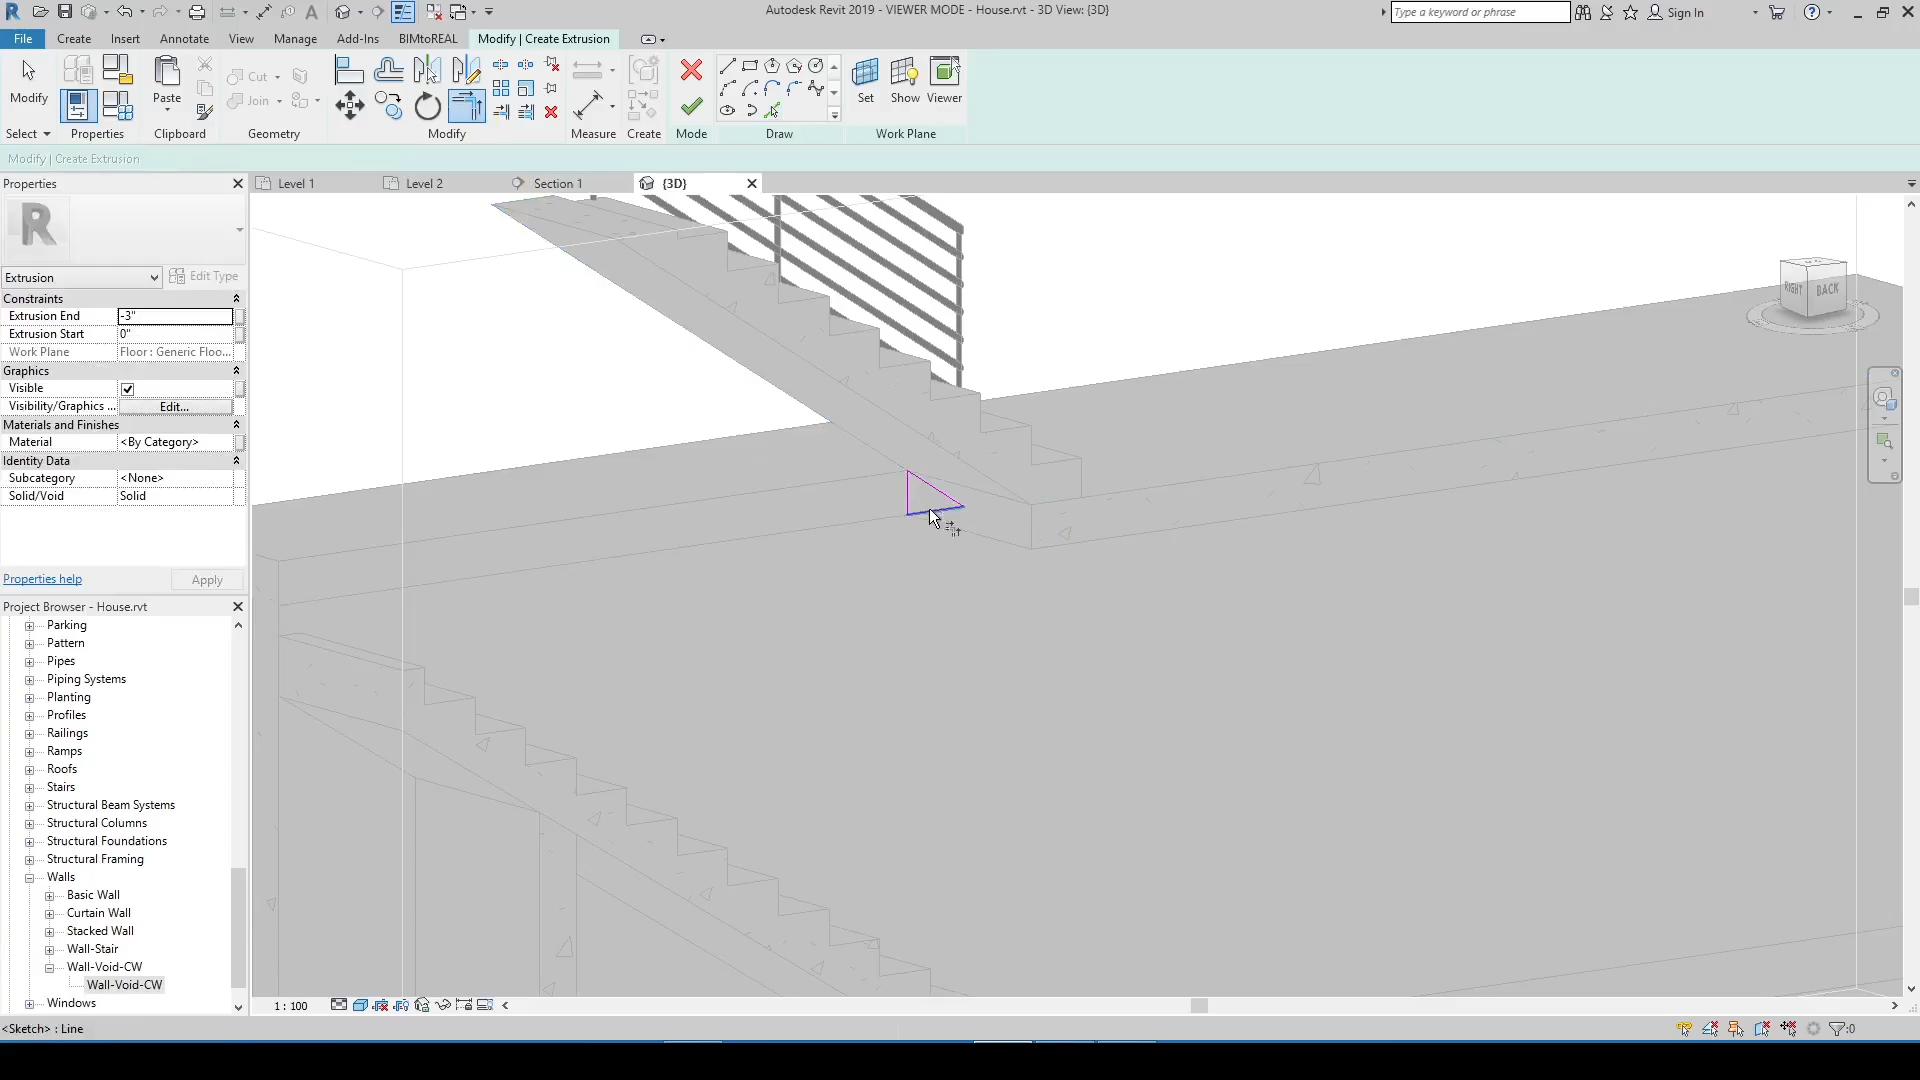 Autodesk Revit 2019 - VIEWER MODE - House.rvt - 3D View: {3D}
Type a keyword or phrase
Sign In
File
Create
Insert
Annotate
View
Manage
Add-Ins
BIMtoREAL
Modify | Create Extrusion
Modify
Paste
Cut
Join
Set
Show
Viewer
Select
Properties
Clipboard
Geometry
Modify
Measure
Create
Mode
Draw
Work Plane
Modify | Create Extrusion
Properties
Level 1
Level 2
Section 1
{3D}
R
Extrusion
Edit Type
Constraints
Extrusion End
-3"
Extrusion Start
0"
Work Plane
Floor : Generic Floo...
Graphics
Visible
Visibility/Graphics ...
Edit...
Materials and Finishes
Material
<By Category>
Identity Data
Subcategory
<None>
Solid/Void
Solid
Properties help
Apply
RIGHT
BACK
Project Browser - House.rvt
Parking
Pattern
Pipes
Piping Systems
Planting
Profiles
Railings
Ramps
Roofs
Stairs
Structural Beam Systems
Structural Columns
Structural Foundations
Structural Framing
Walls
Basic Wall
Curtain Wall
Stacked Wall
Wall-Stair
Wall-Void-CW
Wall-Void-CW
Windows
1 : 100
<Sketch> : Line
:0